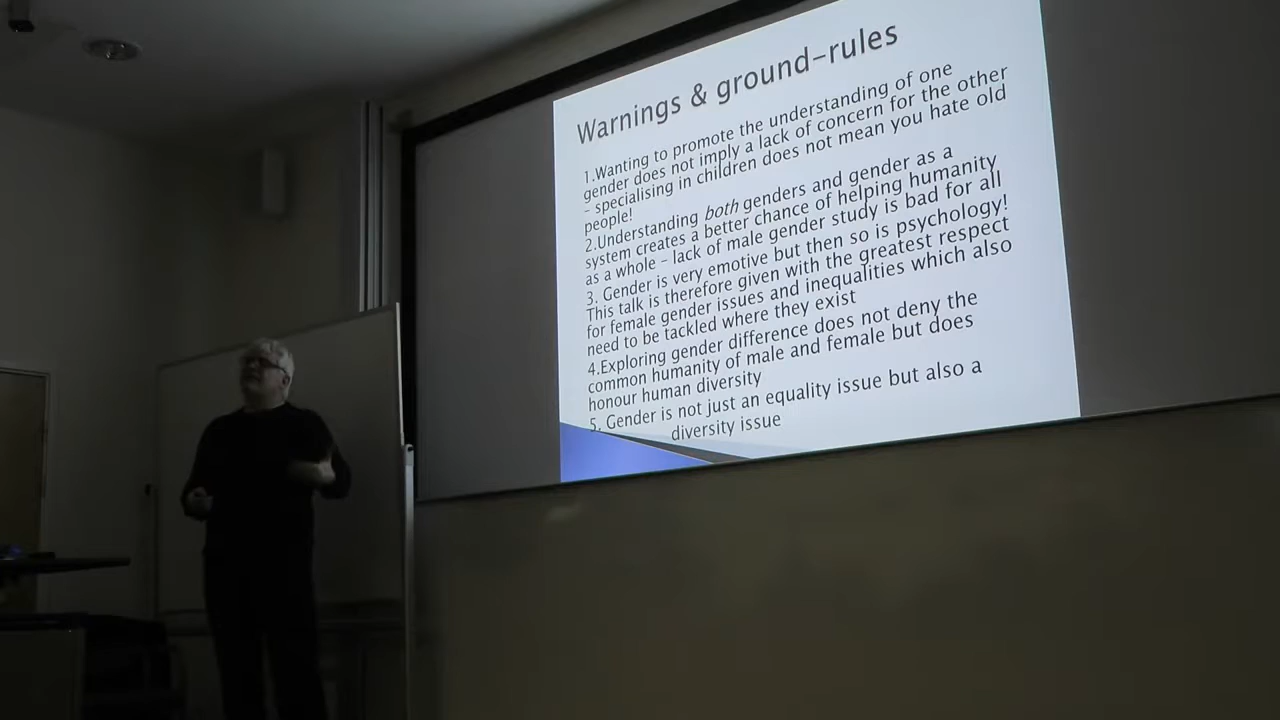 Warnings & ground-rules
1.Wanting to promote the understanding of one
gender does not imply a lack of concern for the other
- specialising in children does not mean you hate old
people!
2.Understanding both genders and gender as a
system creates a better chance of helping humanity
as a whole - lack of male gender study is bad for all
3. Gender is very emotive but then so is psychology!
This talk is therefore given with the greatest respect
for female gender issues and inequalities which also
need to be tackled where they exist
4.Exploring gender difference does not deny the
common humanity of male and female but does
honour human diversity
5. Gender is not just an equality issue but also a
diversity issue